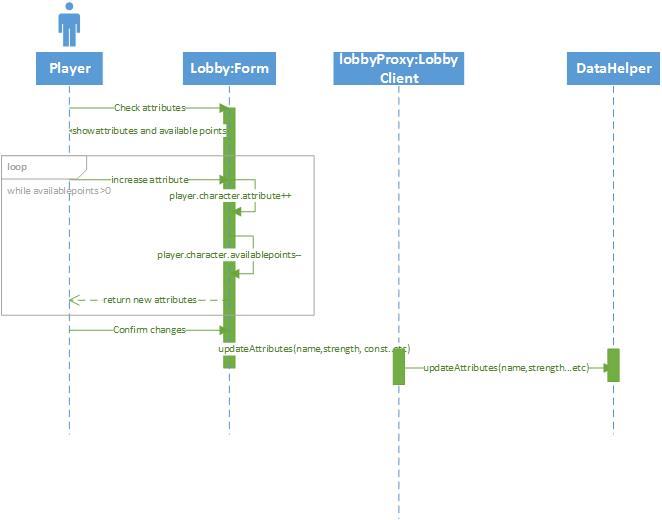 Player
Lobby:Form
lobbyProxy:Lobby
Client
DataHelper
Check attributes
showattributes and available points
loop
while availablepoints >0
increase attribute
player.character.attribute++
player.character.availablepoints--
return new attributes
Confirm changes
updateAttributes(name,strength, const...etc)
updateAttributes(name,strength...etc)